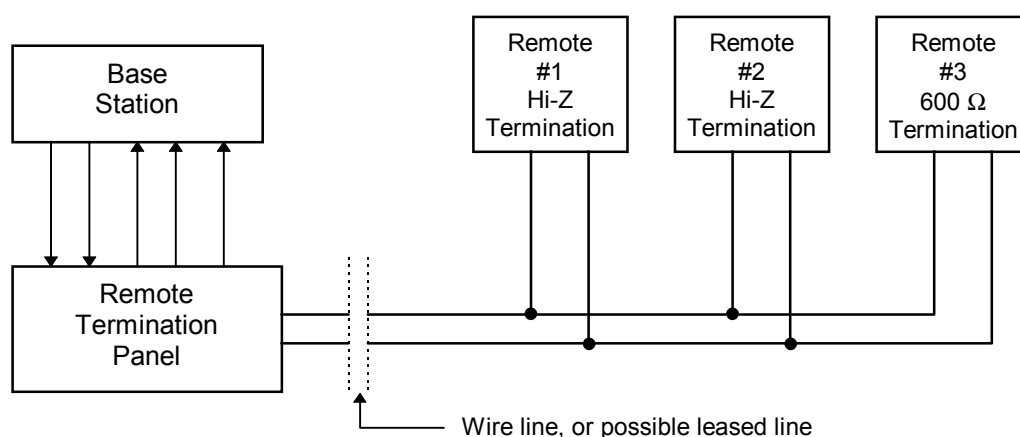 Base
Station
Remote
#1
Hi-Z
Termination
Remote
#2
Hi-Z
Termination
Remote
#3
600 Ω
Termination
Remote
Termination
Panel
Wire line, or possible leased line